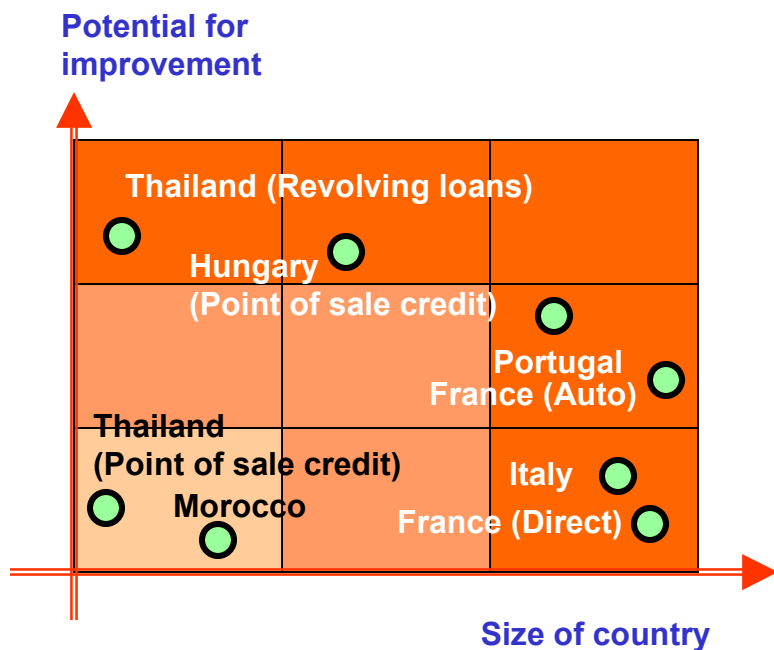 Potential for
improvement
Thailand (Revolving loans)
Hungary
(Point of sale credit)
Portugal
France (Auto)
Thailand
(Point of sale credit)
Italy
Morocco
France (Direct)
Size of country